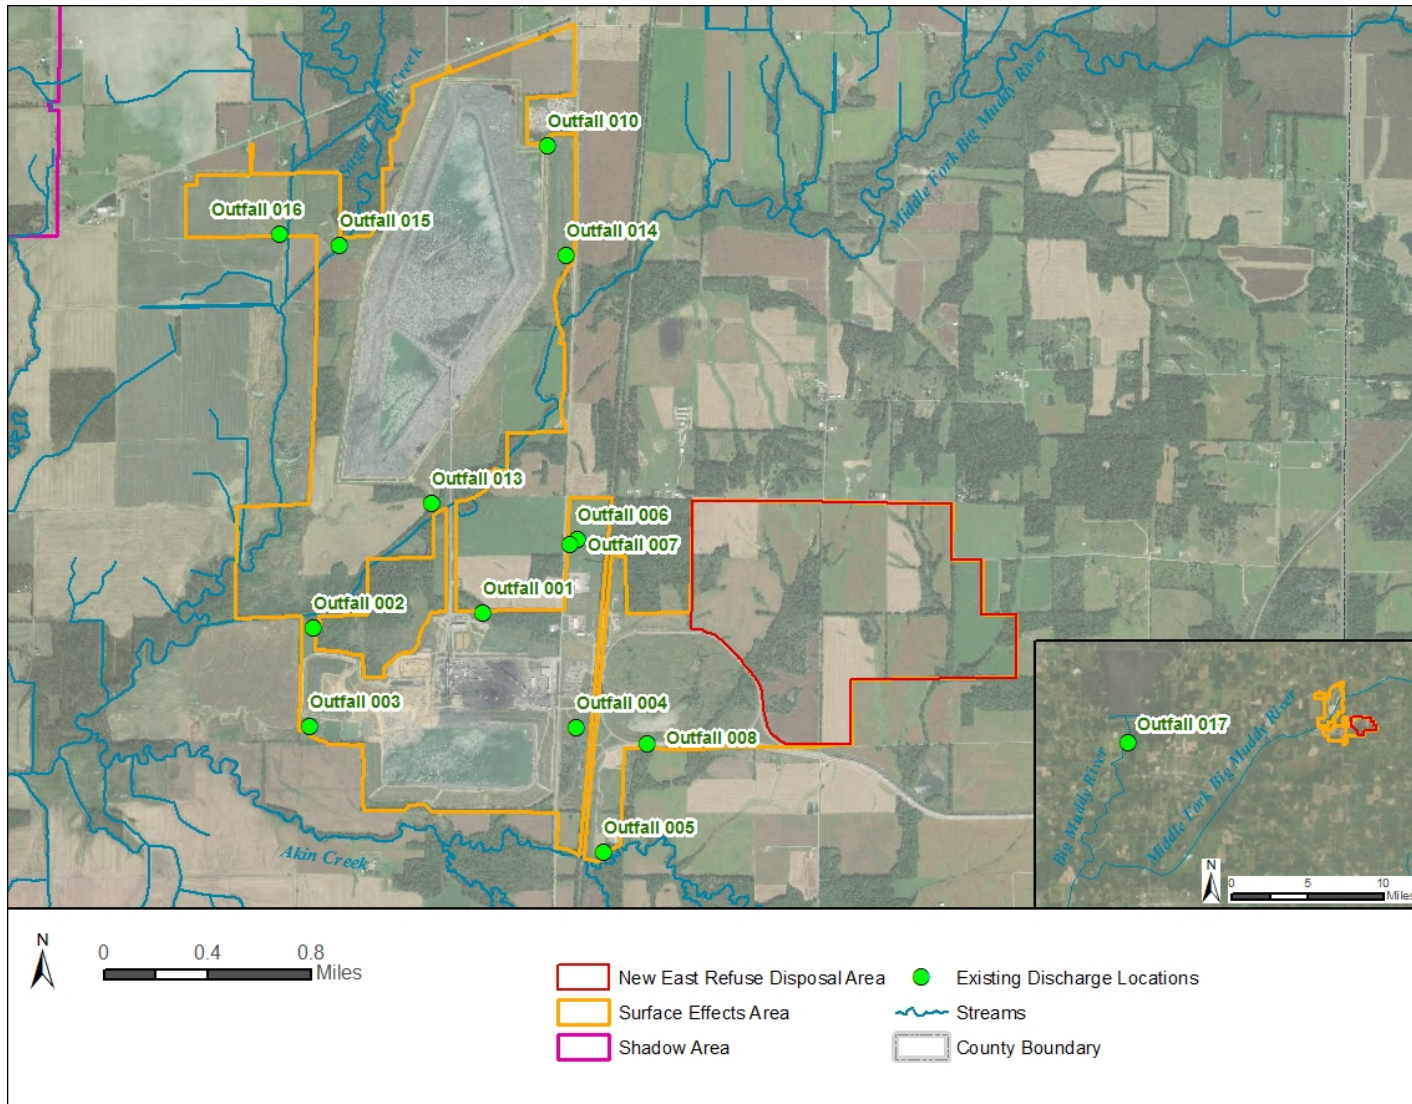 Sugar Camp Creek
Middle Fork Big Muddy River
Outfall 010
Outfall 016
Outfall 015
Outfall 014
Outfall 013
Outfall 006
Outfall 007
Outfall 001
Outfall 002
Outfall 003
Outfall 004
Outfall 008
Outfall 005
Akin Creek
Outfall 017
Big Muddy River
Middle Fork Big Muddy River
N
0 5 10
Miles
N
0 0.4 0.8
Miles
New East Refuse Disposal Area
Surface Effects Area
Shadow Area
Existing Discharge Locations
Streams
County Boundary